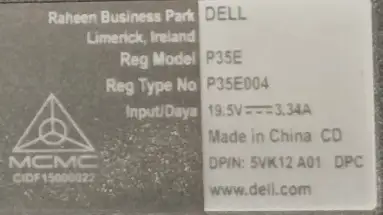 Raheen Business Park
Limerick, Ireland
DELL
Reg Model P35E
Reg Type No P35E004
Input/Daya 19.5V⎓3.34A
Made in China CD
DP/N: 5VK12 A01 DPC
www.dell.com
MCMC
CIDF15000022